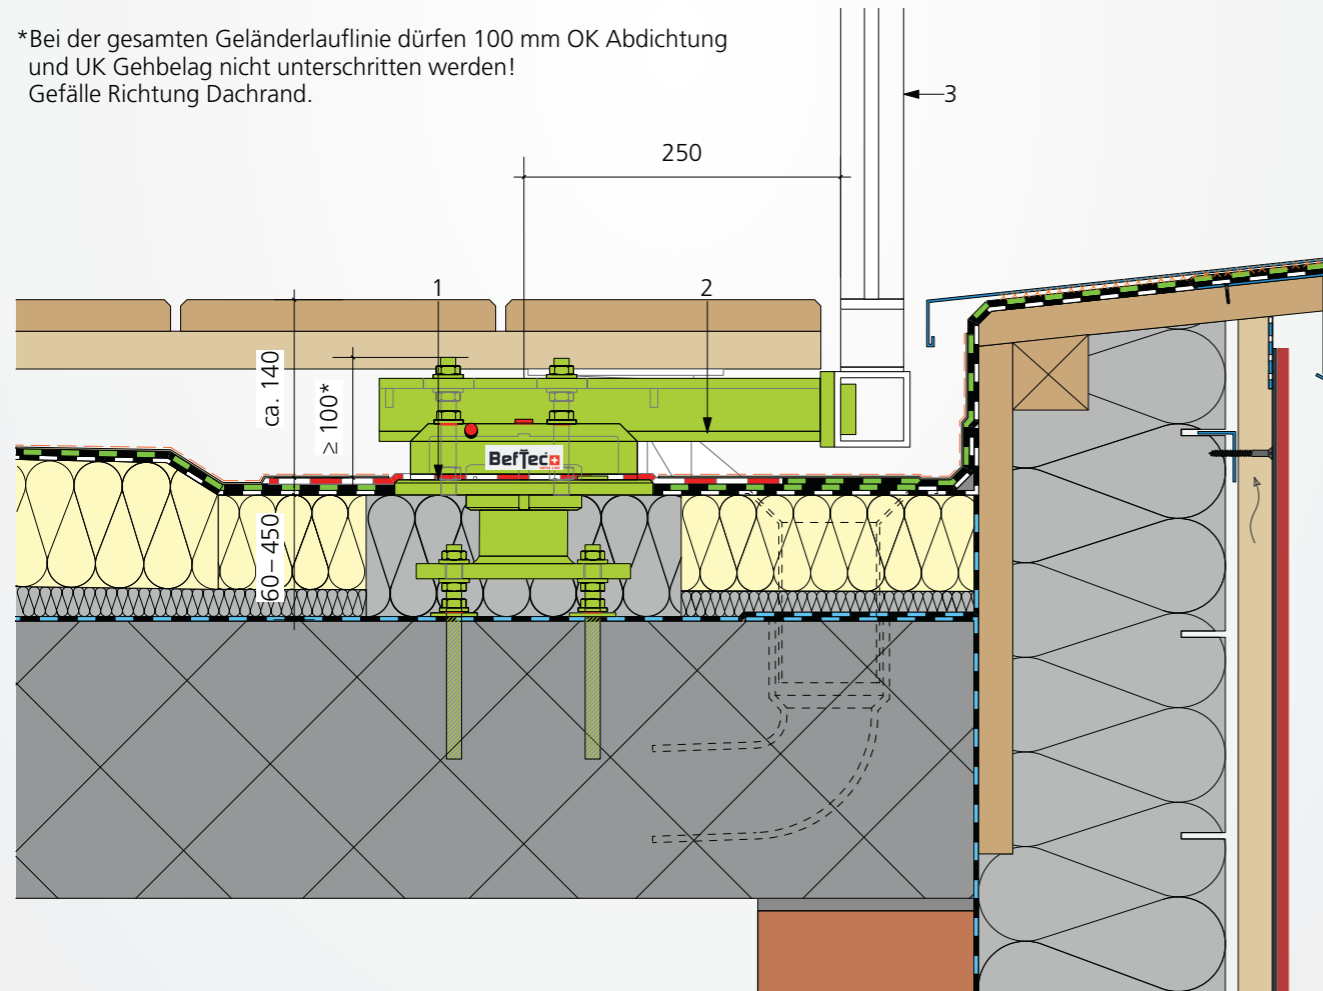 *Bei der gesamten Geländerlauflinie dürfen 100 mm OK Abdichtung
und UK Gehbelag nicht unterschritten werden!
Gefälle Richtung Dachrand.
3
250
1
2
ca. 140
≥ 100*
BefTec
60–450